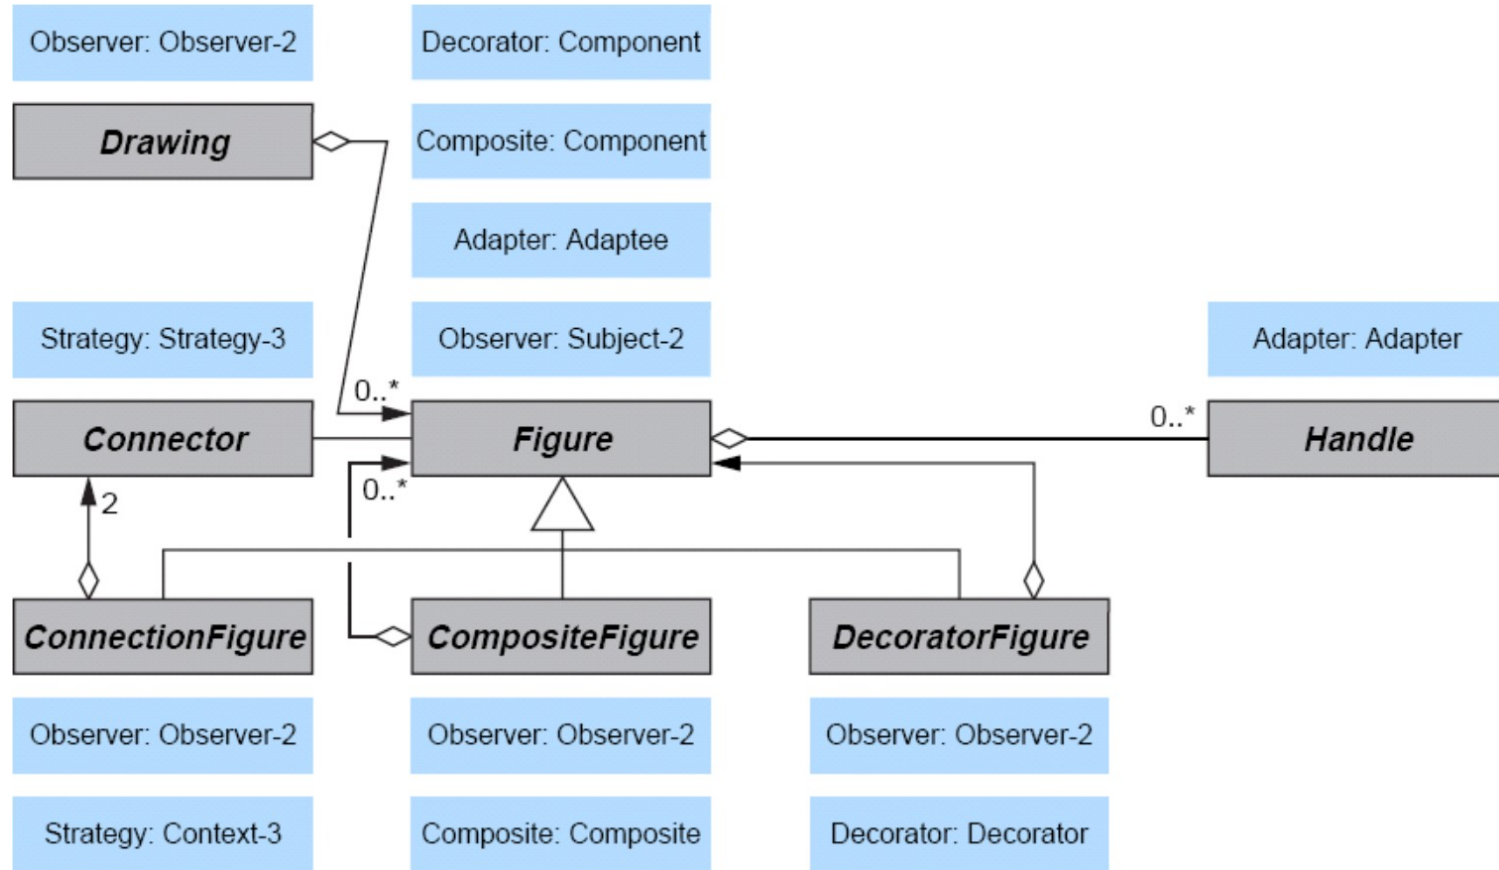 Observer: Observer-2
Decorator: Component
Drawing
Composite: Component
Adapter: Adaptee
Strategy: Strategy-3
Observer: Subject-2
Adapter: Adapter
0..*
Connector
Figure
0..*
Handle
2
0..*
ConnectionFigure
CompositeFigure
DecoratorFigure
Observer: Observer-2
Observer: Observer-2
Observer: Observer-2
Strategy: Context-3
Composite: Composite
Decorator: Decorator